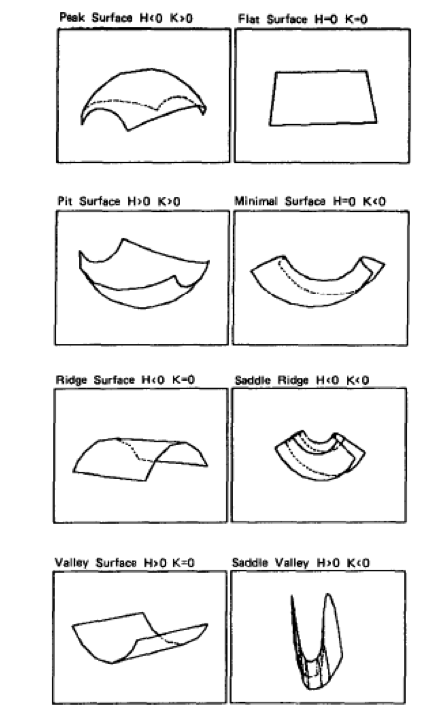 Peak Surface H<0 K>0
Flat Surface H=0 K=0
Pit Surface H>0 K>0
Minimal Surface H=0 K<0
Ridge Surface H<0 K=0
Saddle Ridge H<0 K<0
Valley Surface H>0 K=0
Saddle Valley H>0 K<0